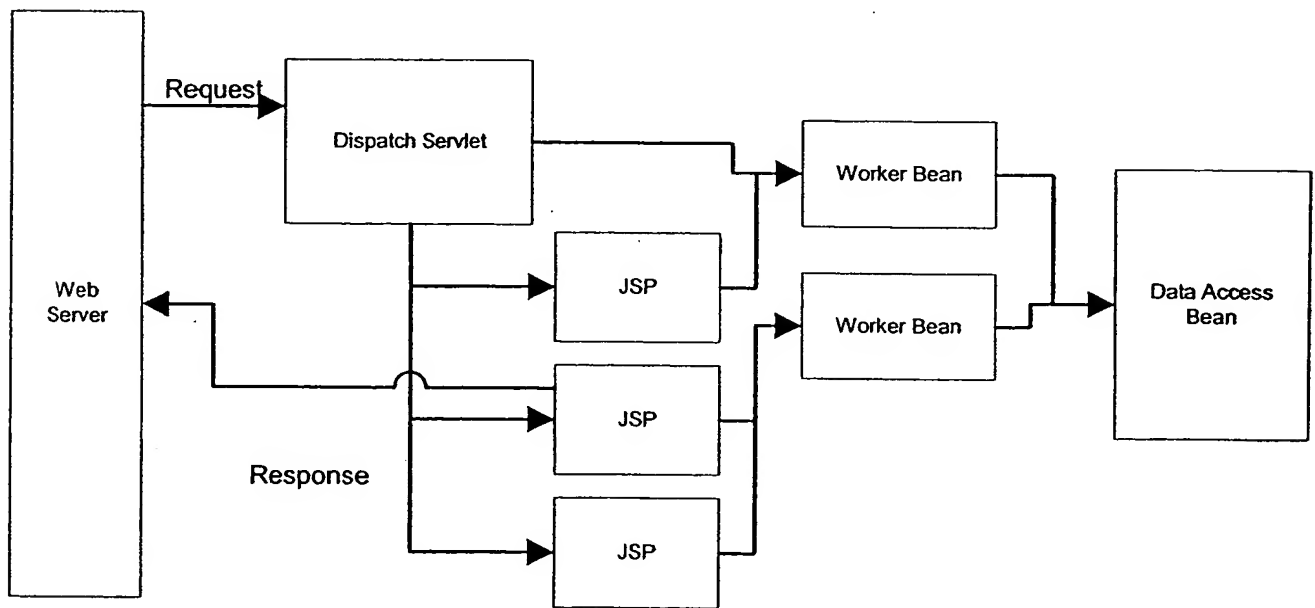 Request
Dispatch Servlet
Worker Bean
Web
Server
JSP
Worker Bean
Data Access
Bean
JSP
Response
JSP